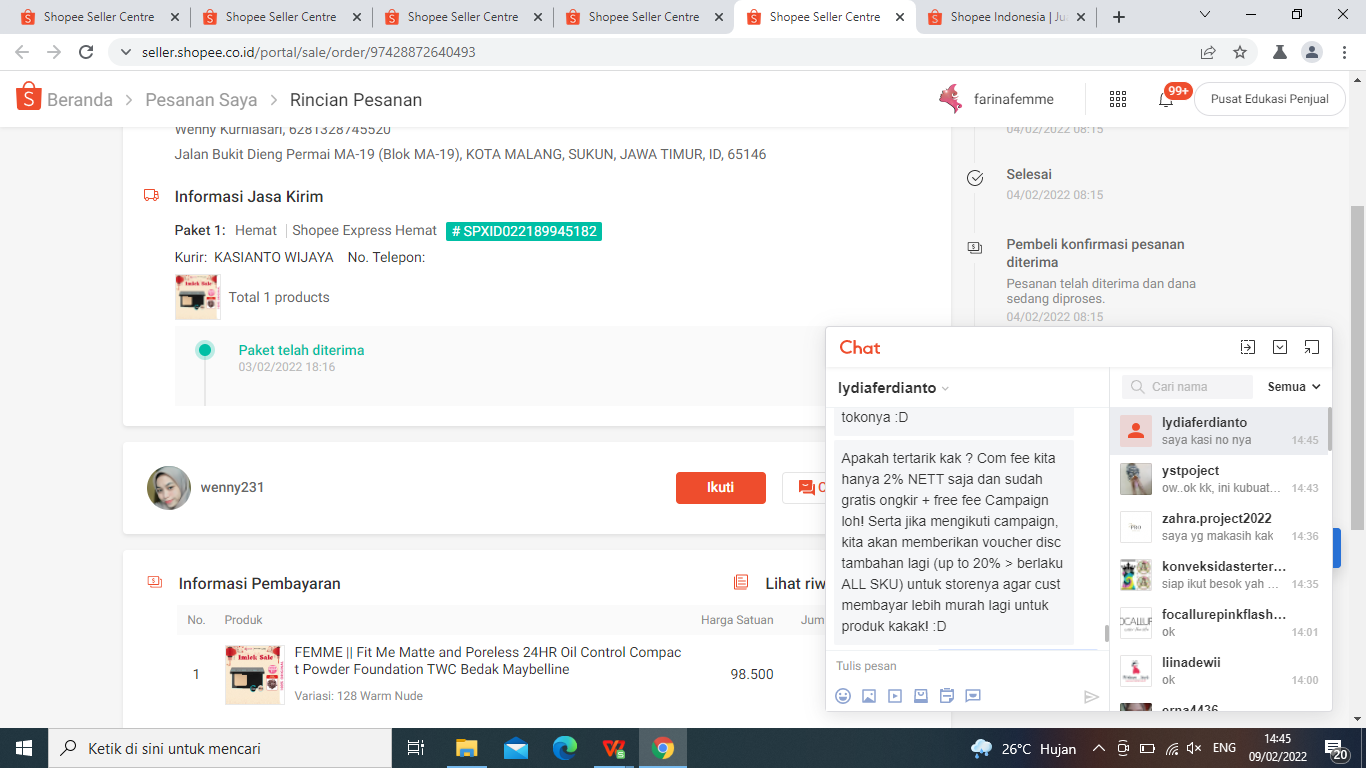 Shopee Seller Centre
Shopee Seller Centre
Shopee Seller Centre
Shopee Seller Centre
Shopee Seller Centre
Shopee Indonesia | Ju
seller.shopee.co.id/portal/sale/order/97428872640493
Beranda > Pesanan Saya > Rincian Pesanan
farinafemme
99+
Pusat Edukasi Penjual
Wenny Kurniasari, 6281328745520
Jalan Bukit Dieng Permai MA-19 (Blok MA-19), KOTA MALANG, SUKUN, JAWA TIMUR, ID, 65146
Informasi Jasa Kirim
Paket 1: Hemat | Shopee Express Hemat # SPXID022189945182
Kurir: KASIANTO WIJAYA No. Telepon:
Imlek Sale
Total 1 products
Paket telah diterima
03/02/2022 18:16
wenny231
Ikuti
C
Informasi Pembayaran
Lihat riw
No. Produk Harga Satuan Jum
1
Imlek Sale
FEMME || Fit Me Matte and Poreless 24HR Oil Control Compac
t Powder Foundation TWC Bedak Maybelline
Variasi: 128 Warm Nude
98.500
04/02/2022 08:15
Selesai
04/02/2022 08:15
Pembeli konfirmasi pesanan
diterima
Pesanan telah diterima dan dana
sedang diproses.
04/02/2022 08:15
Chat
lydiaferdianto
tokonya :D
Apakah tertarik kak ? Com fee kita
hanya 2% NETT saja dan sudah
gratis ongkir + free fee Campaign
loh! Serta jika mengikuti campaign,
kita akan memberikan voucher disc
tambahan lagi (up to 20% > berlaku
ALL SKU) untuk storenya agar cust
membayar lebih murah lagi untuk
produk kakak! :D
Tulis pesan
Cari nama
Semua
lydiaferdianto
saya kasi no nya 14:45
ystpoject
ow..ok kk, ini kubuat... 14:43
zahra.project2022
saya yg makasih kak 14:36
konveksidasterter...
siap ikut besok yah ... 14:35
focallurepinkflash...
ok 14:01
liinadewii
ok 14:00
erna4436
Ketik di sini untuk mencari
26°C Hujan
ENG
14:45
09/02/2022
20